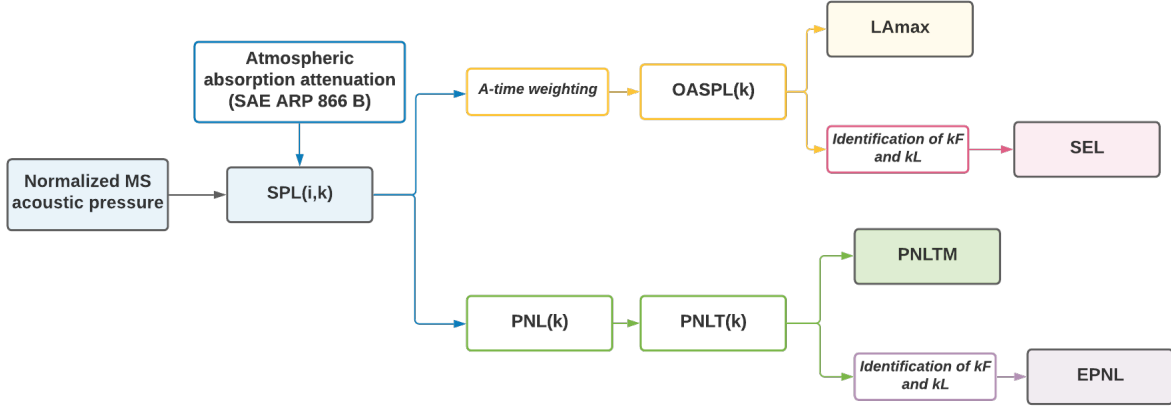 LAmax
Atmospheric
absorption attenuation
(SAE ARP 866 B)
A-time weighting
OASPL(k)
Identification of kF
and kL
SEL
Normalized MS
acoustic pressure
SPL(i,k)
PNLTM
PNL(k)
PNLT(k)
Identification of kF
and kL
EPNL